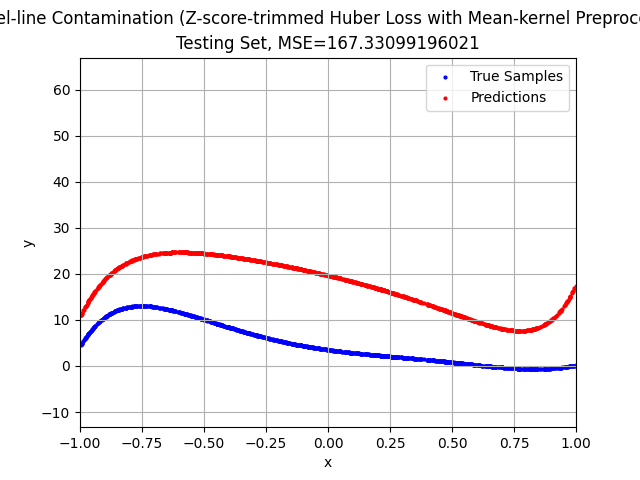 el-line Contamination (Z-score-trimmed Huber Loss with Mean-kernel Preproce
Testing Set, MSE=167.33099196021
True Samples
Predictions
60
50
40
30
20
10
0
−10
y
−1.00 −0.75 −0.50 −0.25 0.00 0.25 0.50 0.75 1.00
x